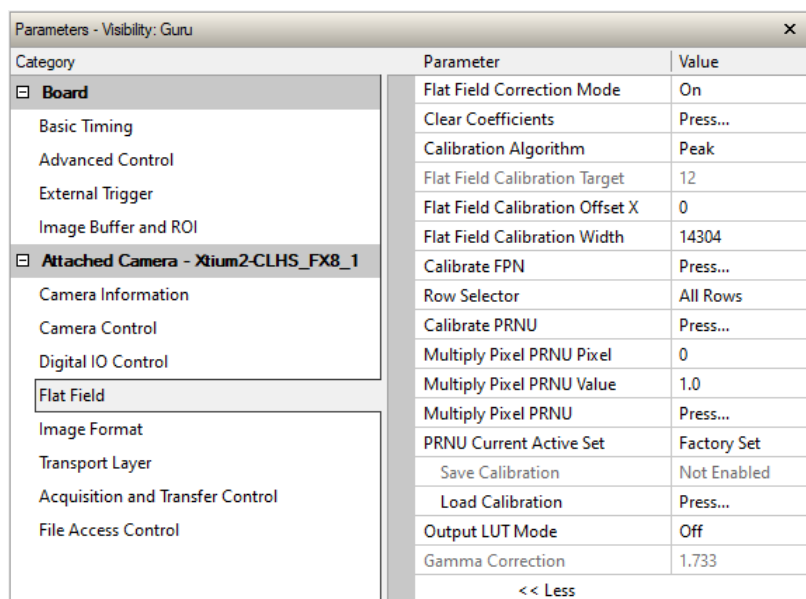 Parameters - Visibility: Guru
Category
Board
Basic Timing
Advanced Control
External Trigger
Image Buffer and ROI
Attached Camera - Xtium2-CLHS_FX8_1
Camera Information
Camera Control
Digital IO Control
Flat Field
Image Format
Transport Layer
Acquisition and Transfer Control
File Access Control
Parameter Value
Flat Field Correction Mode On
Clear Coefficients Press...
Calibration Algorithm Peak
Flat Field Calibration Target 12
Flat Field Calibration Offset X 0
Flat Field Calibration Width 14304
Calibrate FPN Press...
Row Selector All Rows
Calibrate PRNU Press...
Multiply Pixel PRNU Pixel 0
Multiply Pixel PRNU Value 1.0
Multiply Pixel PRNU Press...
PRNU Current Active Set Factory Set
Save Calibration Not Enabled
Load Calibration Press...
Output LUT Mode Off
Gamma Correction 1.733
<< Less